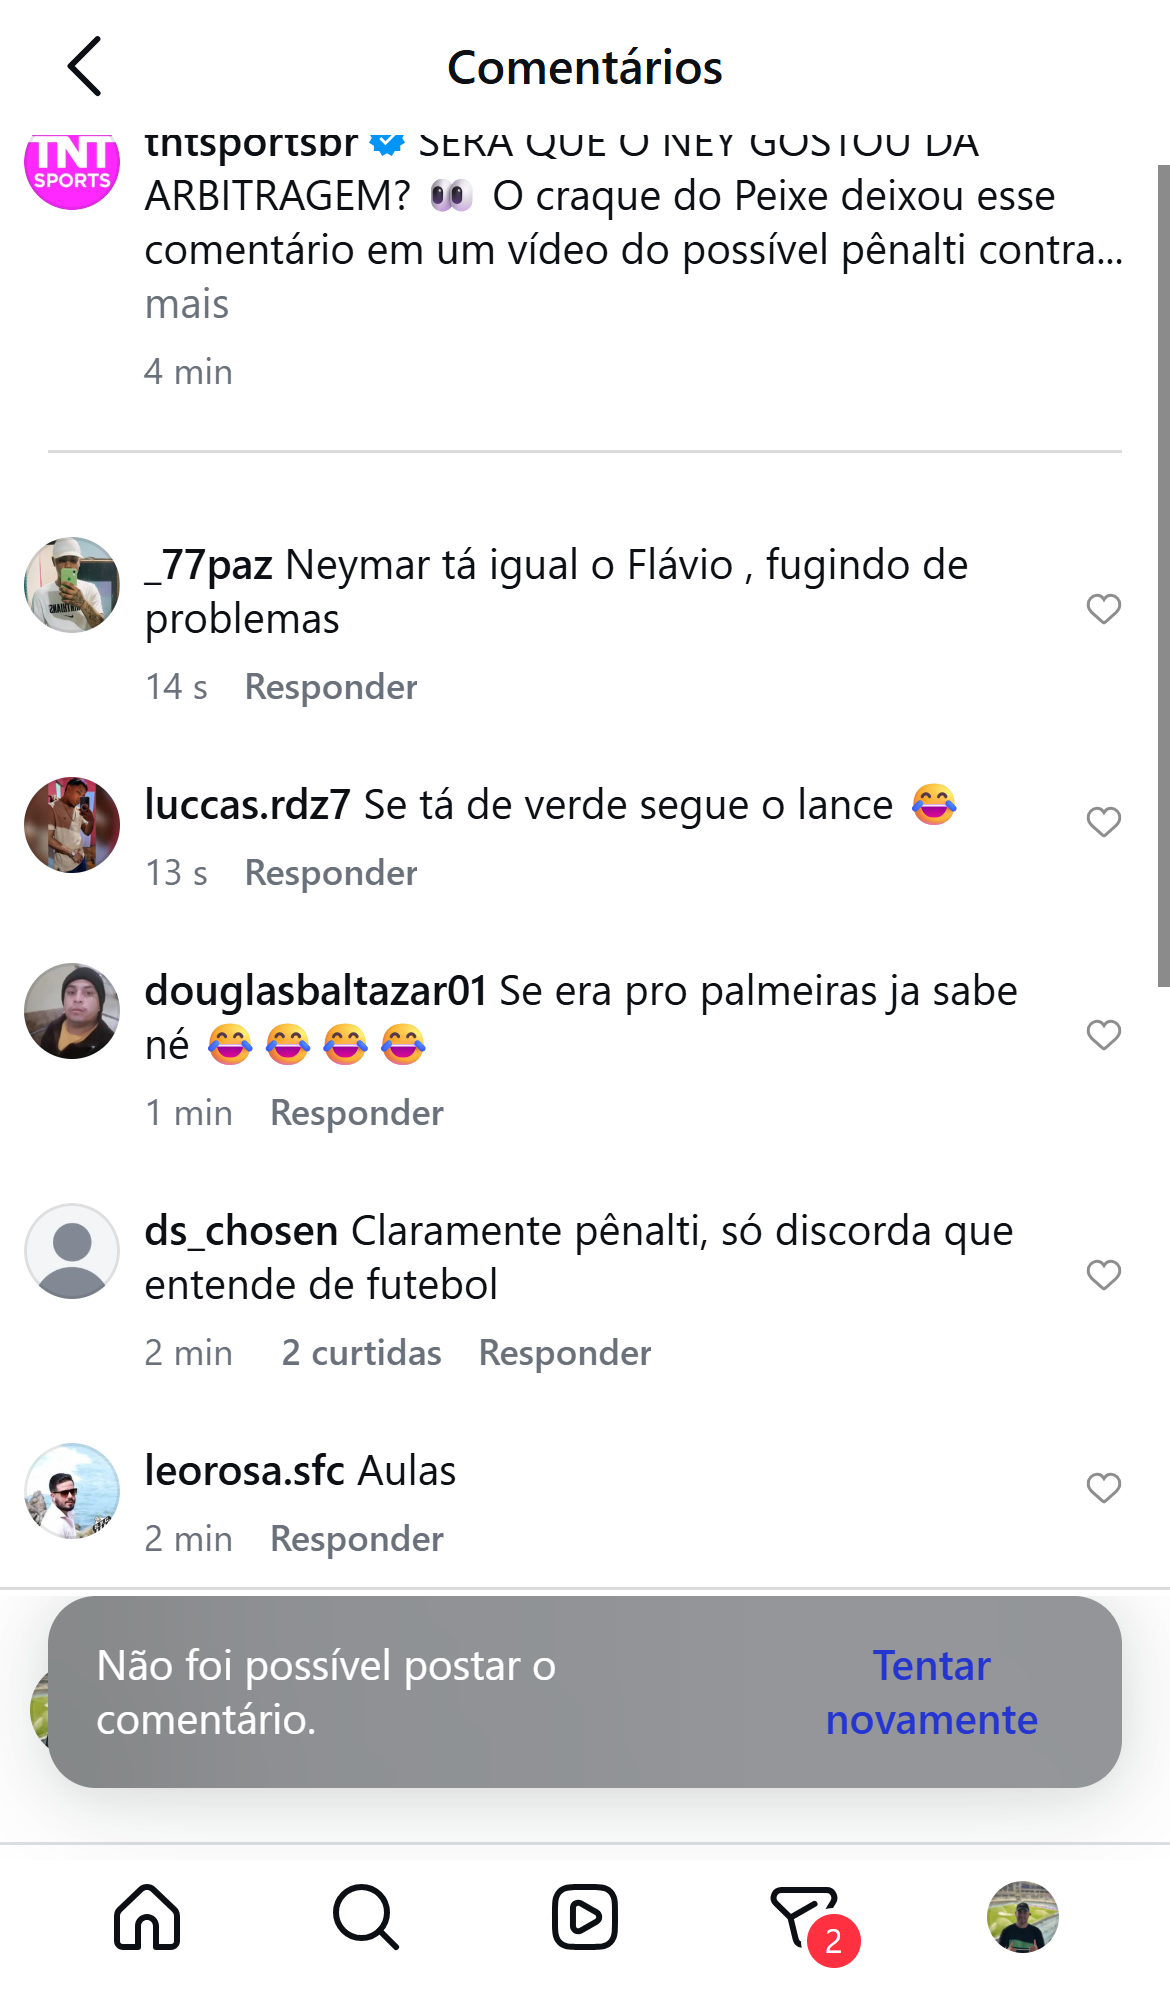 Comentários
TNT
SPORTS
tntsportsbr SERÁ QUE O NEY GOSTOU DA
ARBITRAGEM? 👀 O craque do Peixe deixou esse
comentário em um vídeo do possível pênalti contra...
mais
4 min
_77paz Neymar tá igual o Flávio , fugindo de
problemas
14 s Responder
luccas.rdz7 Se tá de verde segue o lance 😂
13 s Responder
douglasbaltazar01 Se era pro palmeiras ja sabe
né 😂😂😂😂
1 min Responder
ds_chosen Claramente pênalti, só discorda que
entende de futebol
2 min 2 curtidas Responder
leorosa.sfc Aulas
2 min Responder
Não foi possível postar o
comentário.
Tentar
novamente
2